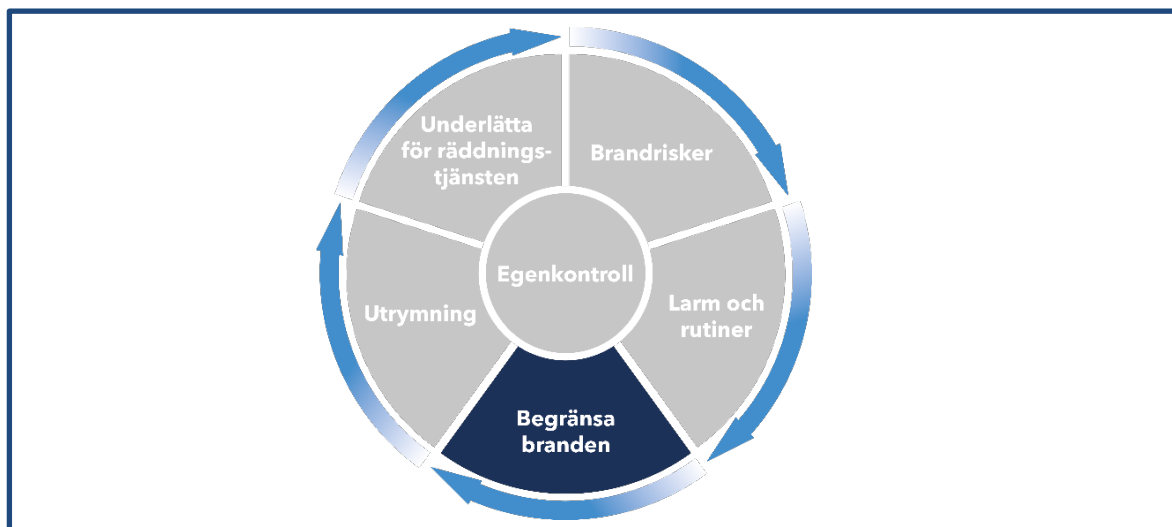 Underlätta
för räddnings-
tjänsten
Brandrisker
Egenkontroll
Utrymning
Larm och
rutiner
Begränsa
branden